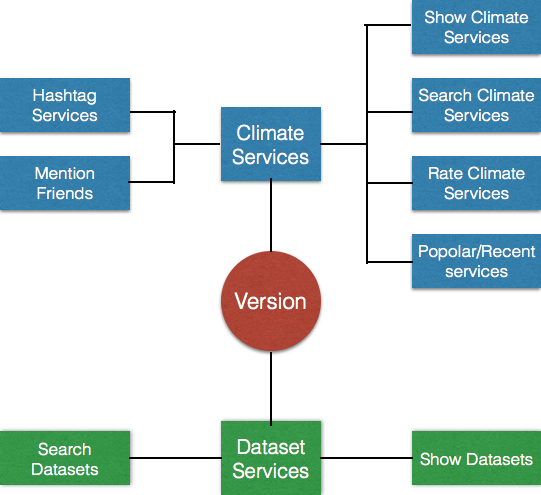 Show Climate
Services
Hashtag
Services
Search Climate
Services
Climate
Services
Mention
Friends
Rate Climate
Services
Popolar/Recent
services
Version
Search
Datasets
Dataset
Services
Show Datasets